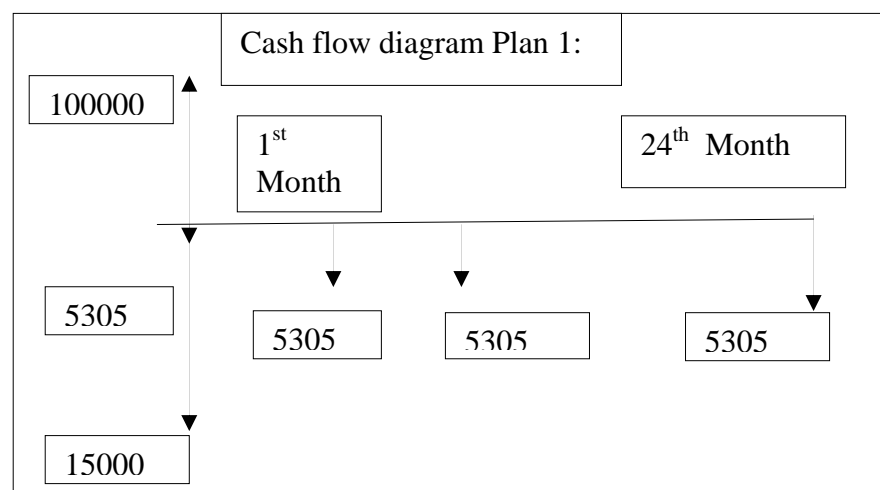 Cash flow diagram Plan 1:
100000
1st
Month
24th Month
5305
5305
5305
5305
15000